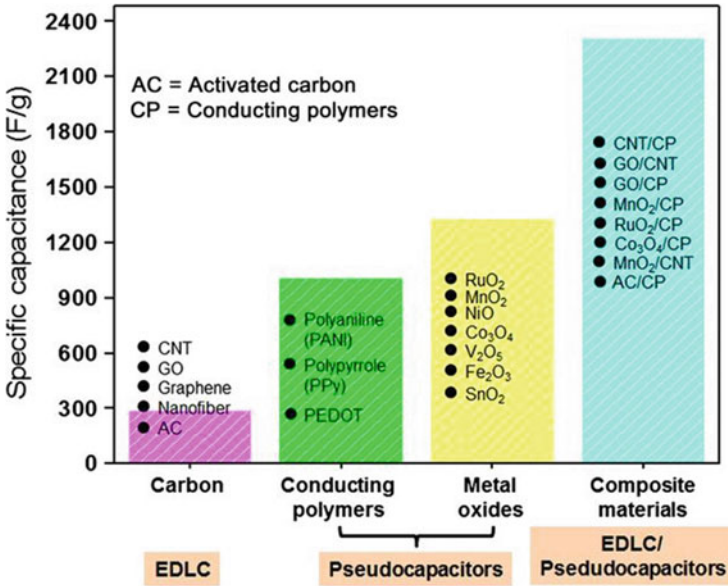 Specific capacitance (F/g)
2400
2100
1800
1500
1200
900
600
300
0
AC = Activated carbon
CP = Conducting polymers
CNT
GO
Graphene
Nanofiber
AC
Polyaniline
(PANI)
Polypyrrole
(PPy)
PEDOT
RuO₂
MnO₂
NiO
Co₃O₄
V₂O₅
Fe₂O₃
SnO₂
CNT/CP
GO/CNT
GO/CP
MnO₂/CP
RuO₂/CP
Co₃O₄/CP
MnO₂/CNT
AC/CP
Carbon
Conducting
polymers
Metal
oxides
Composite
materials
EDLC
Pseudocapacitors
EDLC/
Psedudocapacitors